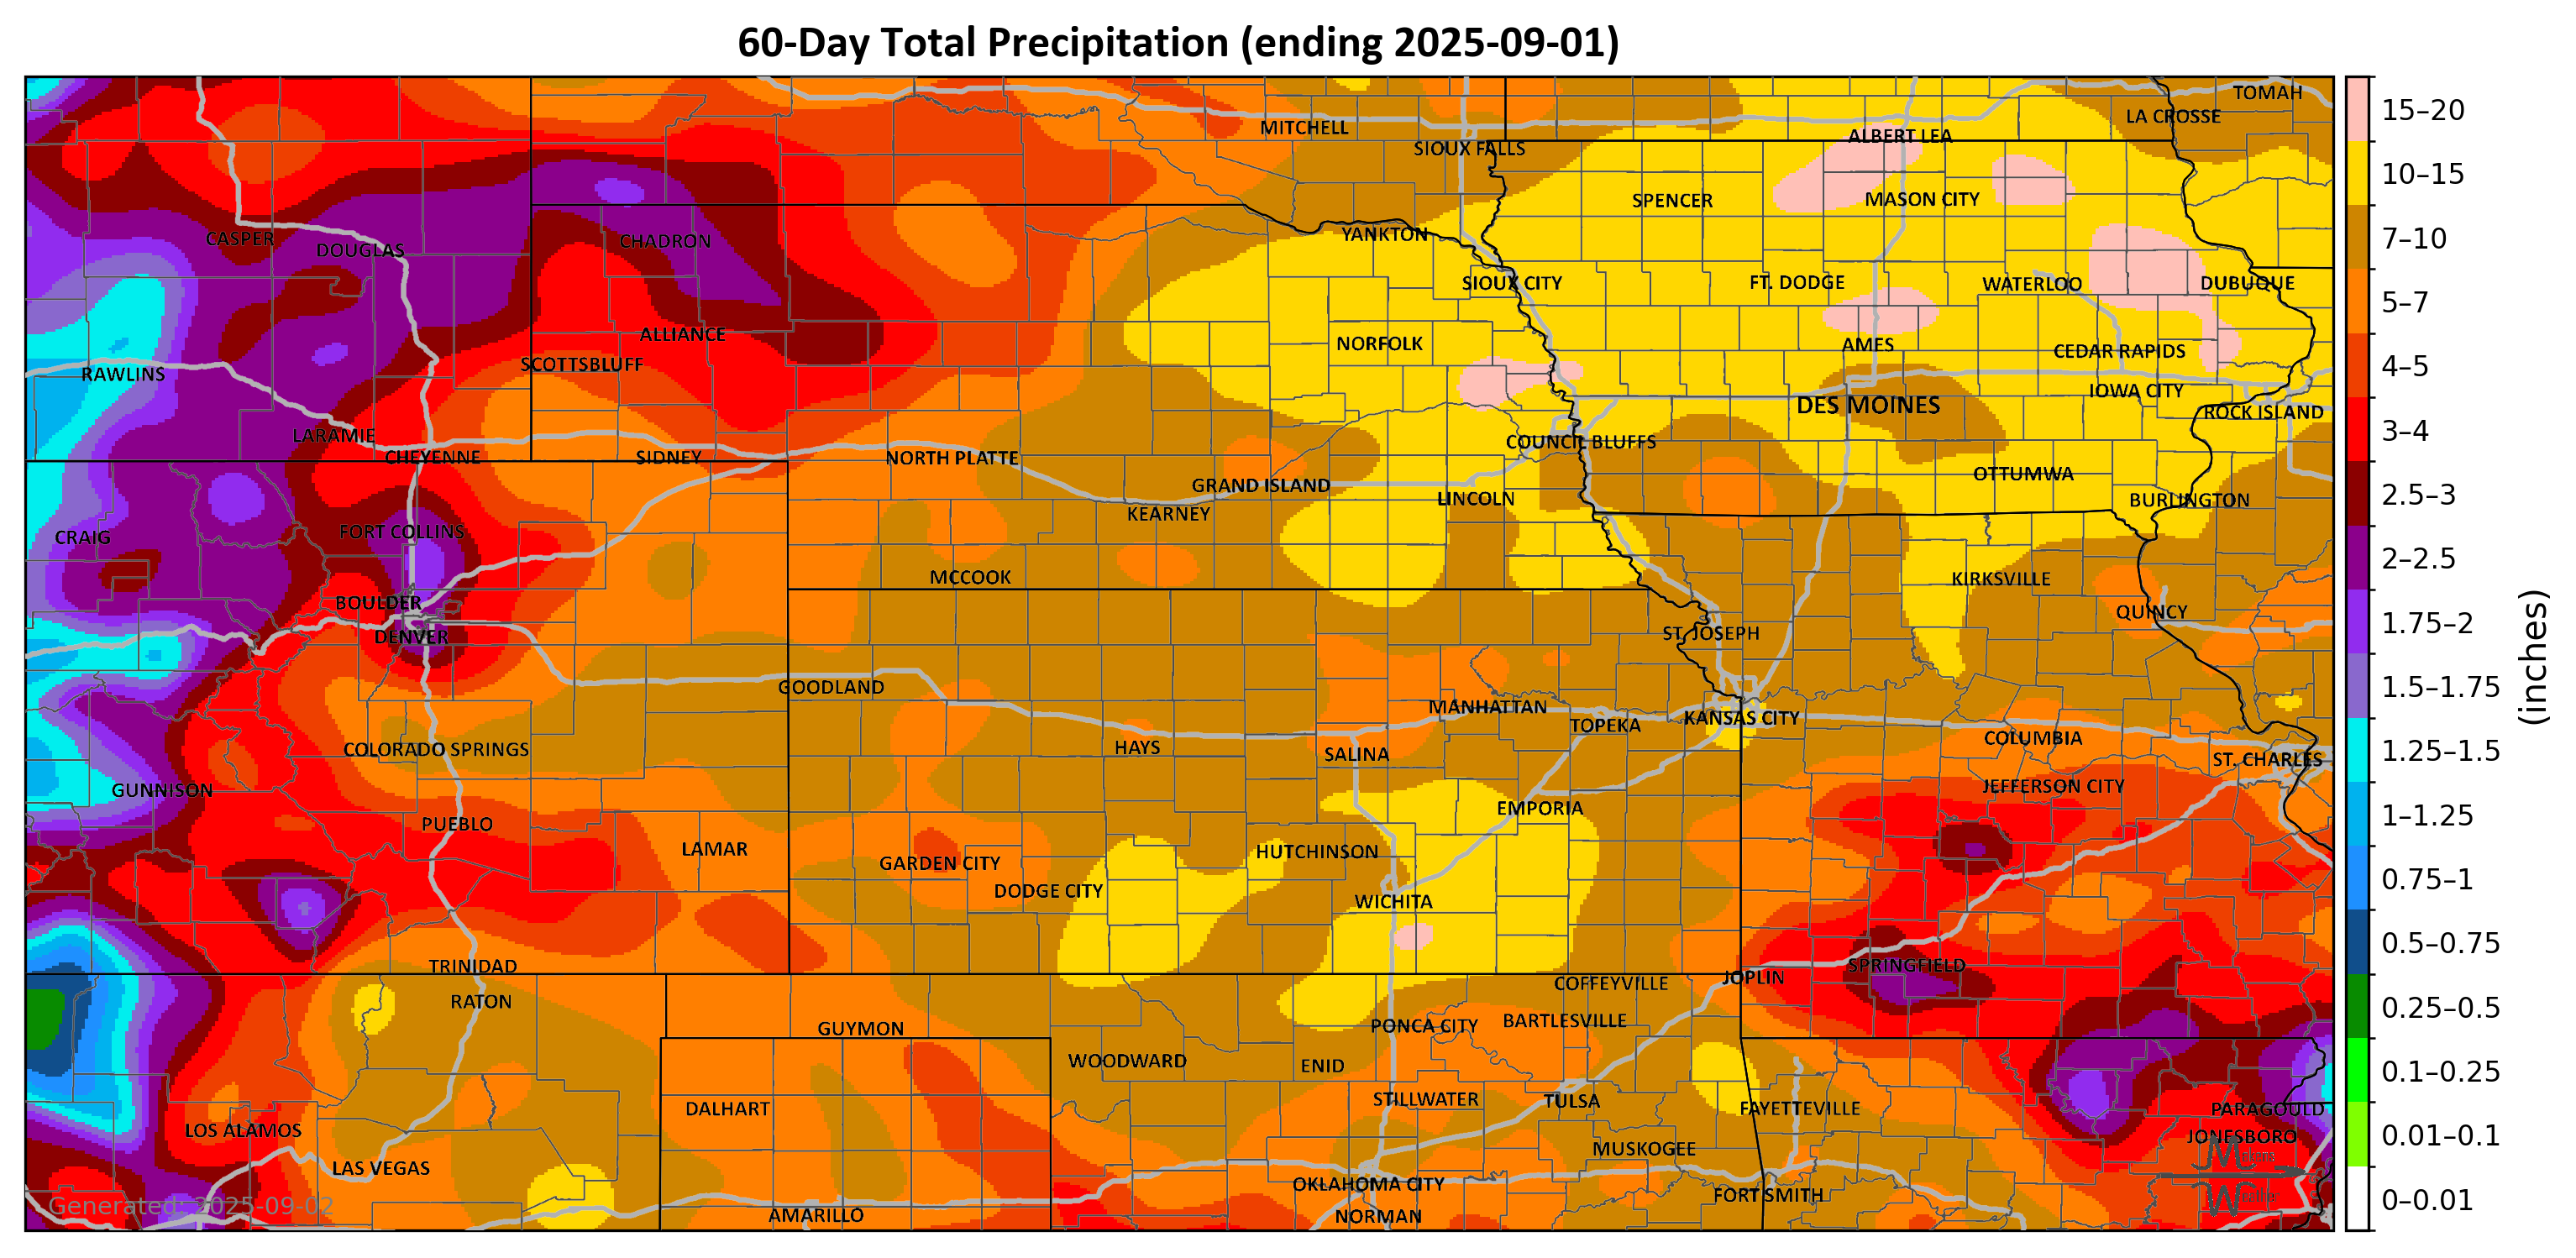 60-Day Total Precipitation (ending 2025-09-01)
TOMAH
LA CROSSE
MITCHELL
ALBERT LEA
SIOUX FALLS
SPENCER
MASON CITY
YANKTON
CASPER
DOUGLAS
CHADRON
SIOUX CITY
FT. DODGE
WATERLOO
DUBUQUE
ALLIANCE
NORFOLK
AMES
CEDAR RAPIDS
SCOTTSBLUFF
RAWLINS
IOWA CITY
DES MOINES
ROCK ISLAND
LARAMIE
COUNCIL BLUFFS
CHEYENNE
SIDNEY
NORTH PLATTE
OTTUMWA
GRAND ISLAND
LINCOLN
BURLINGTON
KEARNEY
FORT COLLINS
CRAIG
MCCOOK
KIRKSVILLE
BOULDER
QUINCY
DENVER
ST. JOSEPH
GOODLAND
MANHATTAN
TOPEKA
KANSAS CITY
COLUMBIA
COLORADO SPRINGS
HAYS
SALINA
ST. CHARLES
GUNNISON
JEFFERSON CITY
EMPORIA
PUEBLO
LAMAR
HUTCHINSON
GARDEN CITY
DODGE CITY
WICHITA
TRINIDAD
SPRINGFIELD
JOPLIN
COFFEYVILLE
RATON
GUYMON
PONCA CITY
BARTLESVILLE
WOODWARD
ENID
DALHART
STILLWATER
TULSA
FAYETTEVILLE
PARAGOULD
LOS ALAMOS
JONESBORO
MUSKOGEE
LAS VEGAS
OKLAHOMA CITY
FORT SMITH
AMARILLO
NORMAN
Generated: 2025-09-02
15–20
10–15
7–10
5–7
4–5
3–4
2.5–3
2–2.5
1.75–2
1.5–1.75
1.25–1.5
1–1.25
0.75–1
0.5–0.75
0.25–0.5
0.1–0.25
0.01–0.1
0–0.01
(inches)